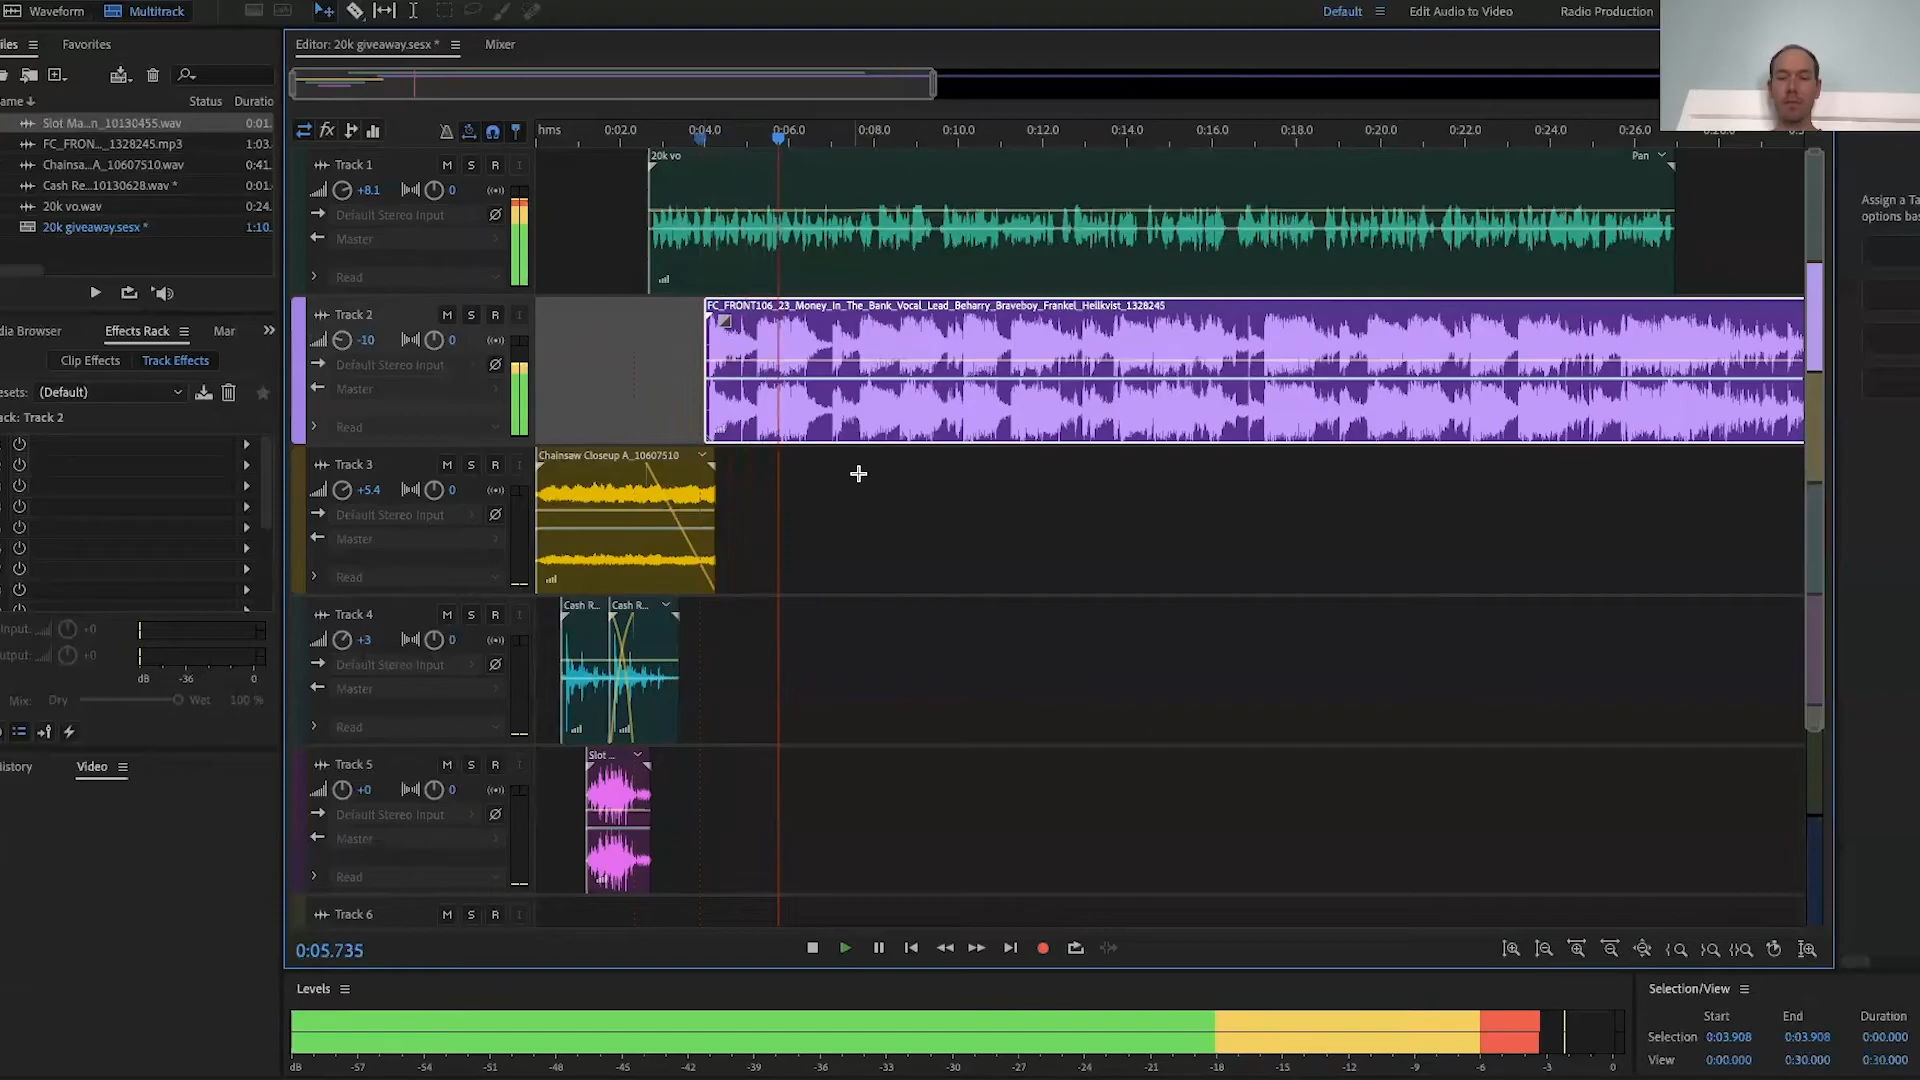 Waveform Multitrack Default Edit Audio to Video Radio Production
iles Favorites
Editor: 20k giveaway.sesx * Mixer
ame Status Duratio
Slot Ma...n_10130455.wav 0:01.
FC_FRON..._1328245.mp3 1:03.
Chainsa...A_10607510.wav 0:41.
Cash Re...10130628.wav * 0:01.
20k vo.wav 0:24.
20k giveaway.sesx * 1:10.
dia Browser Effects Rack Mar
Clip Effects Track Effects
esets: (Default)
ack: Track 2
Input: +0
utput: +0
dB -36 0
Mix: Dry Wet 100 %
istory Video
fx hms 0:02.0 0:04.0 0:06.0 0:08.0 0:10.0 0:12.0 0:14.0 0:16.0 0:18.0 0:20.0 0:22.0 0:24.0 0:26.0
Track 1 M S R I
+8.1 0
Default Stereo Input
Master
Read
20k vo Pan
Track 2 M S R I
-10 0
Default Stereo Input
Master
Read
FC_FRONT106_23_Money_In_The_Bank_Vocal_Lead_Beharry_Braveboy_Frankel_Hellkvist_1328245
Track 3 M S R I
+5.4 0
Default Stereo Input
Master
Read
Chainsaw Closeup A_10607510
Track 4 M S R I
+3 0
Default Stereo Input
Master
Read
Cash R... Cash R...
Track 5 M S R I
+0 0
Default Stereo Input
Master
Read
Slot ...
Track 6 M S R I
0:05.735
Assign a Ta
options bas
Levels
dB -57 -54 -51 -48 -45 -42 -39 -36 -33 -30 -27 -24 -21 -18 -15 -12 -9 -6 -3 0
Selection/View
Start End Duration
Selection 0:03.908 0:03.908 0:00.000
View 0:00.000 0:30.000 0:30.000